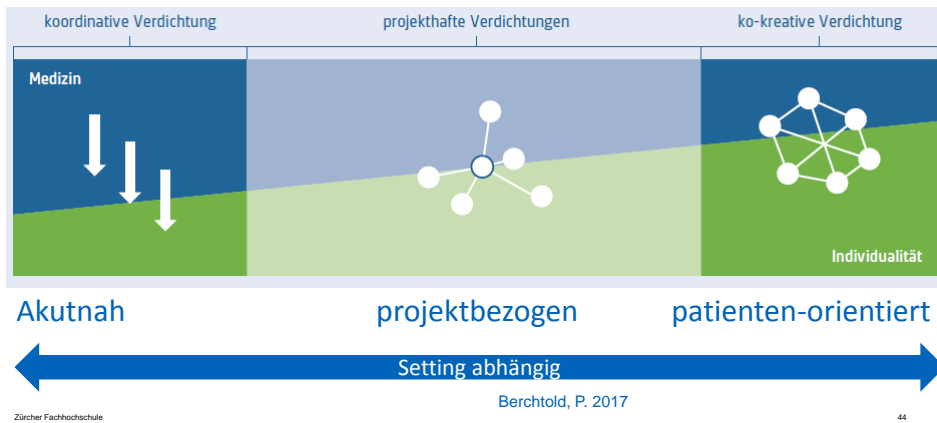 koordinative Verdichtung projekthafte Verdichtungen ko-kreative Verdichtung
Medizin
Individualität
Akutnah projektbezogen patienten-orientiert
Setting abhängig
Berchtold, P. 2017
Zürcher Fachhochschule 44